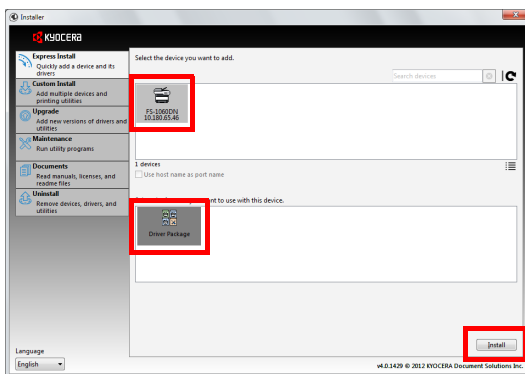 Installer
KYOCERA
Express Install
Quickly add a device and its
drivers
Custom Install
Add multiple devices and
printing utilities
Upgrade
Add new versions of drivers and
utilities
Maintenance
Run utility programs
Documents
Read manuals, licenses, and
readme files
Uninstall
Remove devices, drivers, and
utilities
Language
English
Select the device you want to add.
Search devices
FS-1060DN
10.180.65.46
1 devices
Use host name as port name
nt to use with this device.
Driver Package
Install
v4.0.1429 © 2012 KYOCERA Document Solutions Inc.